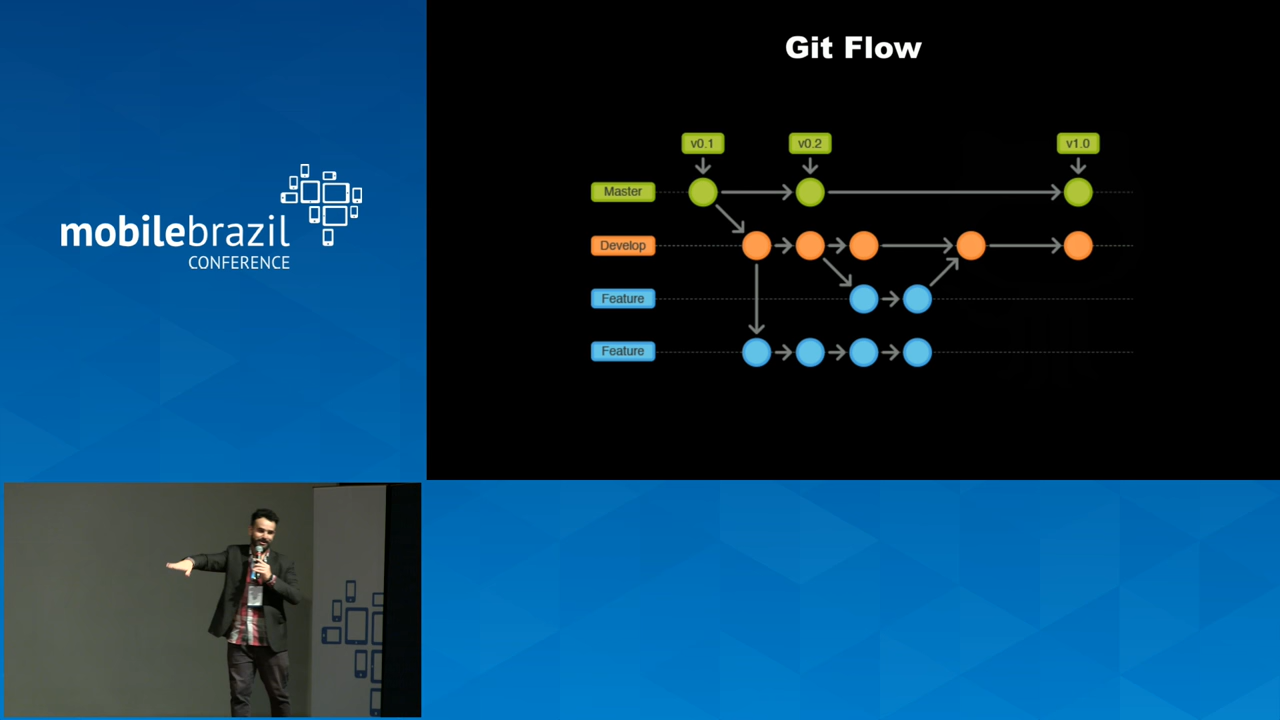 mobilebrazil
CONFERENCE
Git Flow
v0.1 v0.2 v1.0
Master
Develop
Feature
Feature